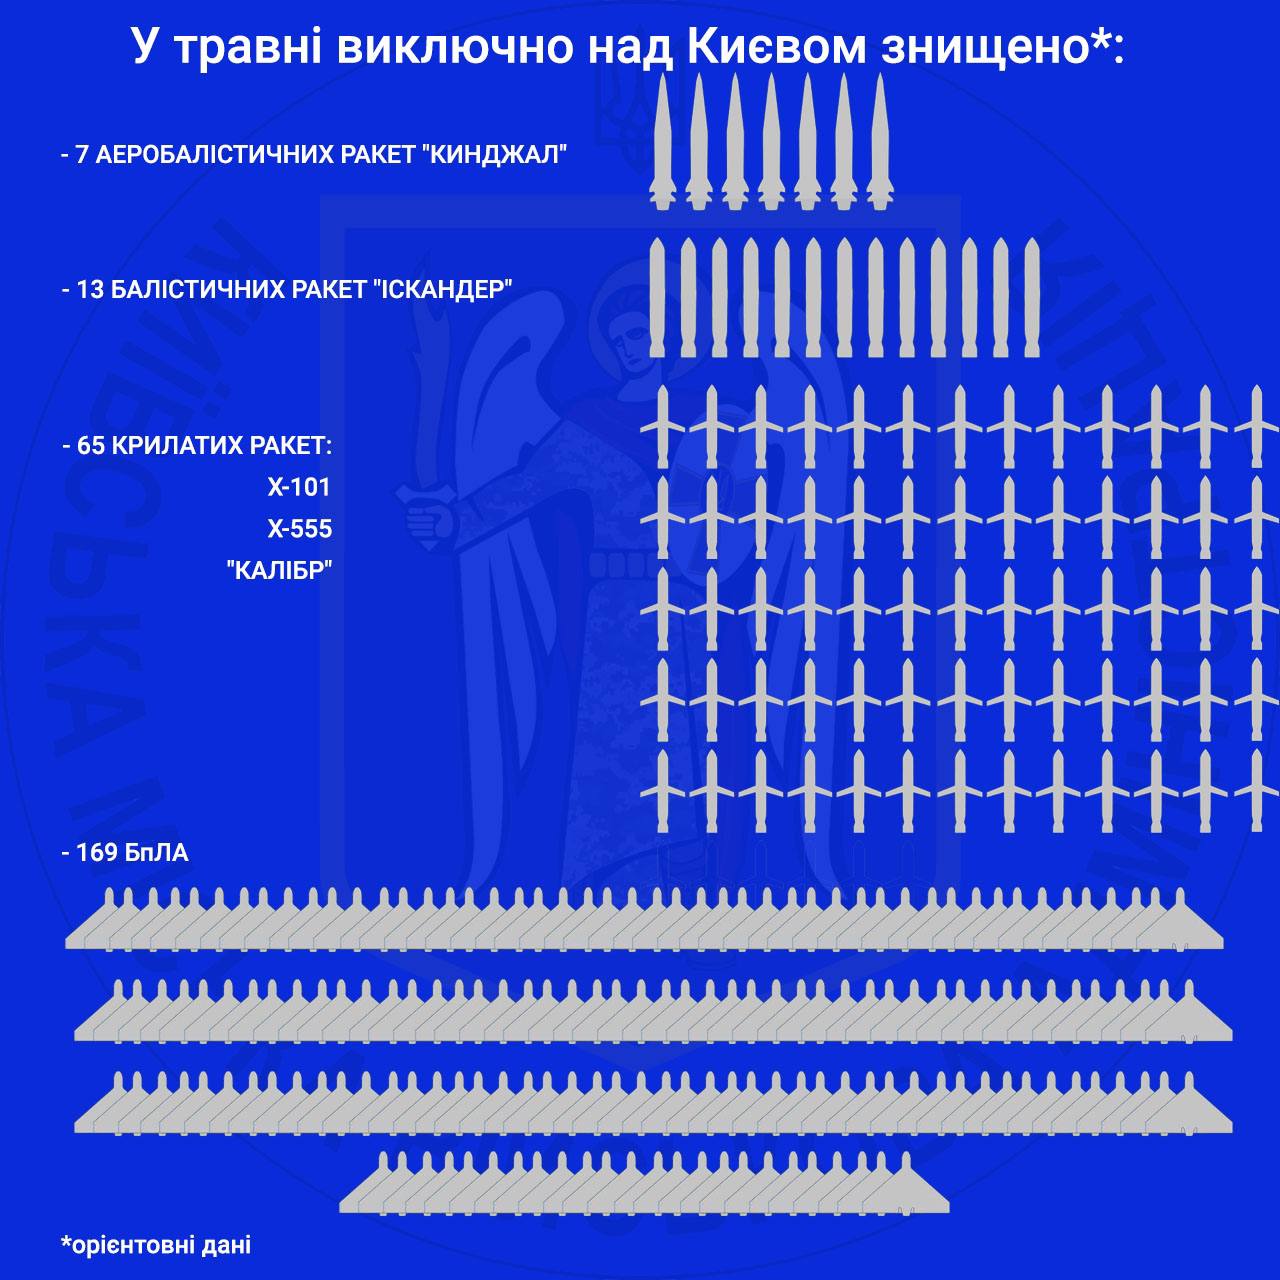 У травні виключно над Києвом знищено*:
- 7 АЕРОБАЛІСТИЧНИХ РАКЕТ "КИНДЖАЛ"
- 13 БАЛІСТИЧНИХ РАКЕТ "ІСКАНДЕР"
- 65 КРИЛАТИХ РАКЕТ:
Х-101
Х-555
"КАЛІБР"
- 169 БпЛА
*орієнтовні дані